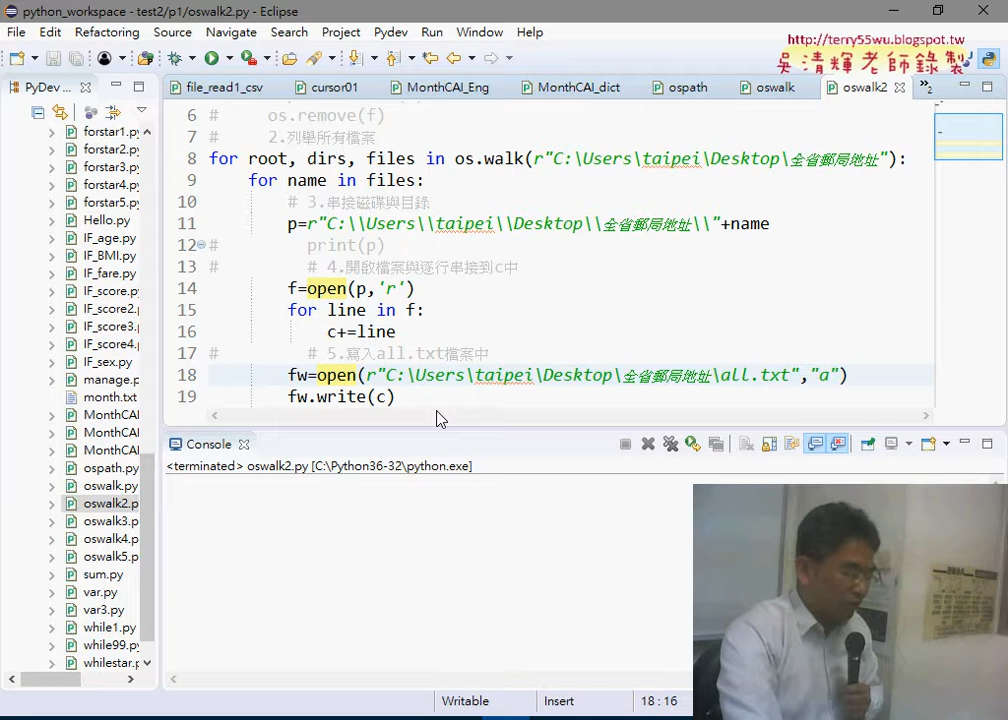 python_workspace - test2/p1/oswalk2.py - Eclipse
File Edit Refactoring Source Navigate Search Project Pydev Run Window Help
http://terry55wu.blogspot.tw
吳清輝老師錄製
PyDev
file_read1_csv cursor01 MonthCAI_Eng MonthCAI_dict ospath oswalk oswalk2 2
forstar1.py
forstar2.py
forstar3.py
forstar4.py
forstar5.py
Hello.py
IF_age.py
IF_BMI.py
IF_fare.py
IF_score.py
IF_score2.
IF_score3.
IF_score4.
IF_sex.py
manage.p
month.txt
MonthCAI
MonthCAI
MonthCAI
ospath.py
oswalk.py
oswalk2.p
oswalk3.p
oswalk4.p
oswalk5.p
sum.py
var.py
var3.py
while1.py
while99.py
whilestar.
6 # os.remove(f)
7 # 2.列舉所有檔案
8 for root, dirs, files in os.walk(r"C:\Users\taipei\Desktop\全省郵局地址"):
9 for name in files:
10 # 3.串接磁碟與目錄
11 p=r"C:\\Users\\taipei\\Desktop\\全省郵局地址\\"+name
12 # print(p)
13 # # 4.開啟檔案與逐行串接到c中
14 f=open(p,'r')
15 for line in f:
16 c+=line
17 # # 5.寫入all.txt檔案中
18 fw=open(r"C:\Users\taipei\Desktop\全省郵局地址\all.txt","a")
19 fw.write(c)
Console
<terminated> oswalk2.py [C:\Python36-32\python.exe]
Writable Insert 18:16